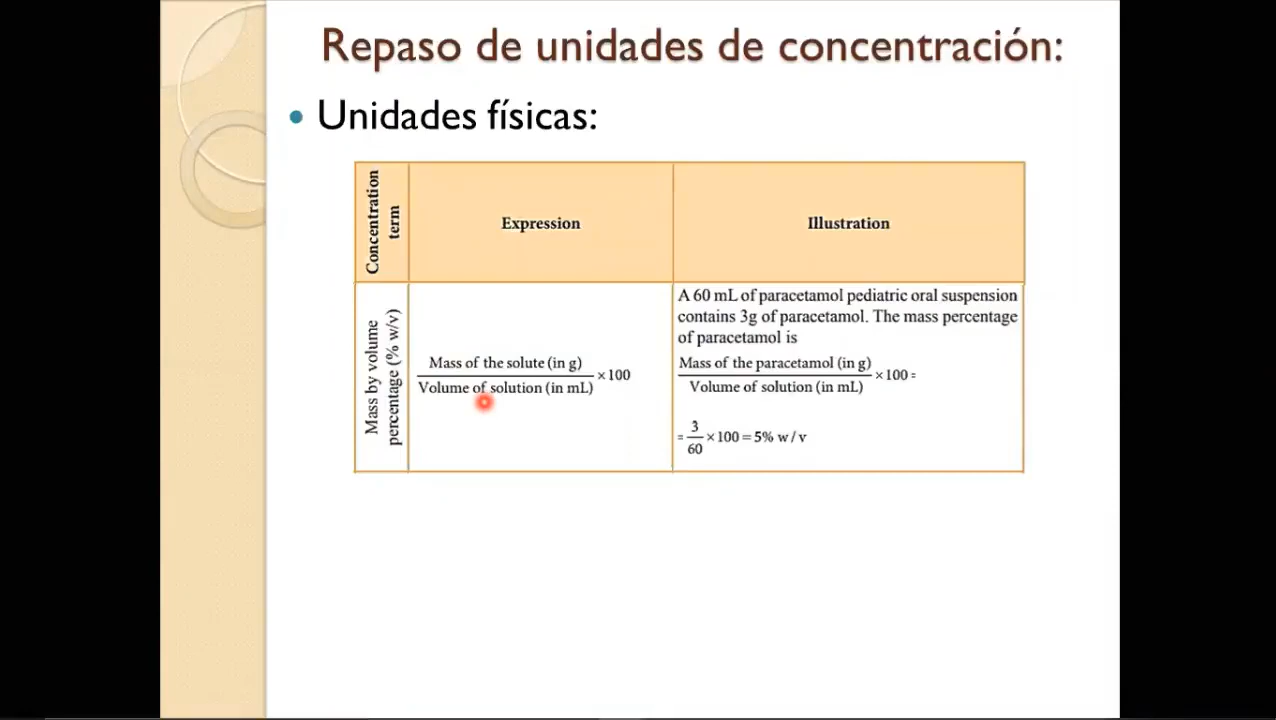 Repaso de unidades de concentración:
• Unidades físicas:
Concentration
term
Expression
Illustration
Mass by volume
percentage (% w/v)
Mass of the solute (in g)
Volume of solution (in mL)
×100
A 60 mL of paracetamol pediatric oral suspension
contains 3g of paracetamol. The mass percentage
of paracetamol is
Mass of the paracetamol (in g)
Volume of solution (in mL)
×100 =
= 3/60 ×100 = 5% w / v